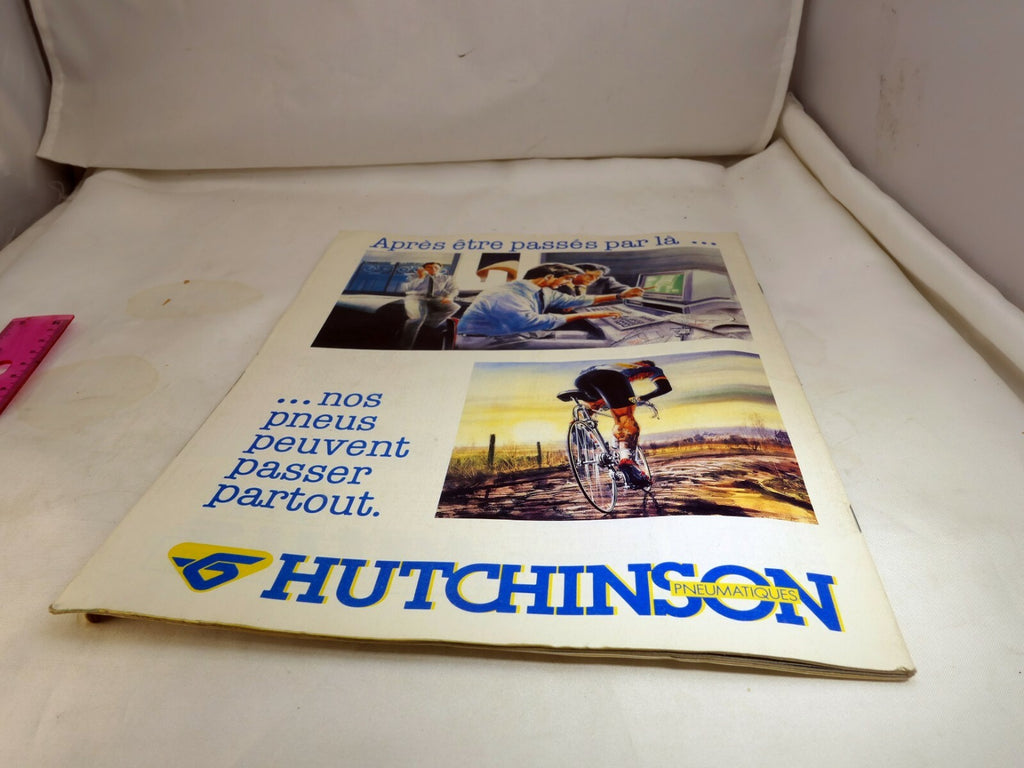 Après être passés par là ...
... nos
pneus
peuvent
passer
partout.
HUTCHINSON
PNEUMATIQUES